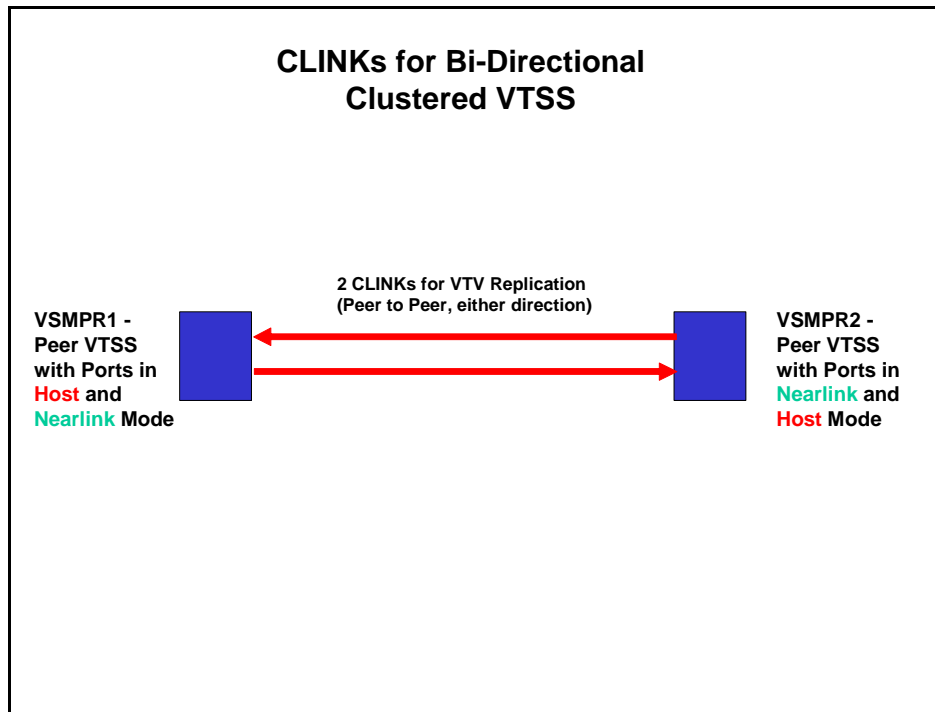 CLINKs for Bi-Directional
Clustered VTSS
2 CLINKs for VTV Replication
(Peer to Peer, either direction)
VSMPR1 -
Peer VTSS
with Ports in
Host and
Nearlink Mode
VSMPR2 -
Peer VTSS
with Ports in
Nearlink and
Host Mode